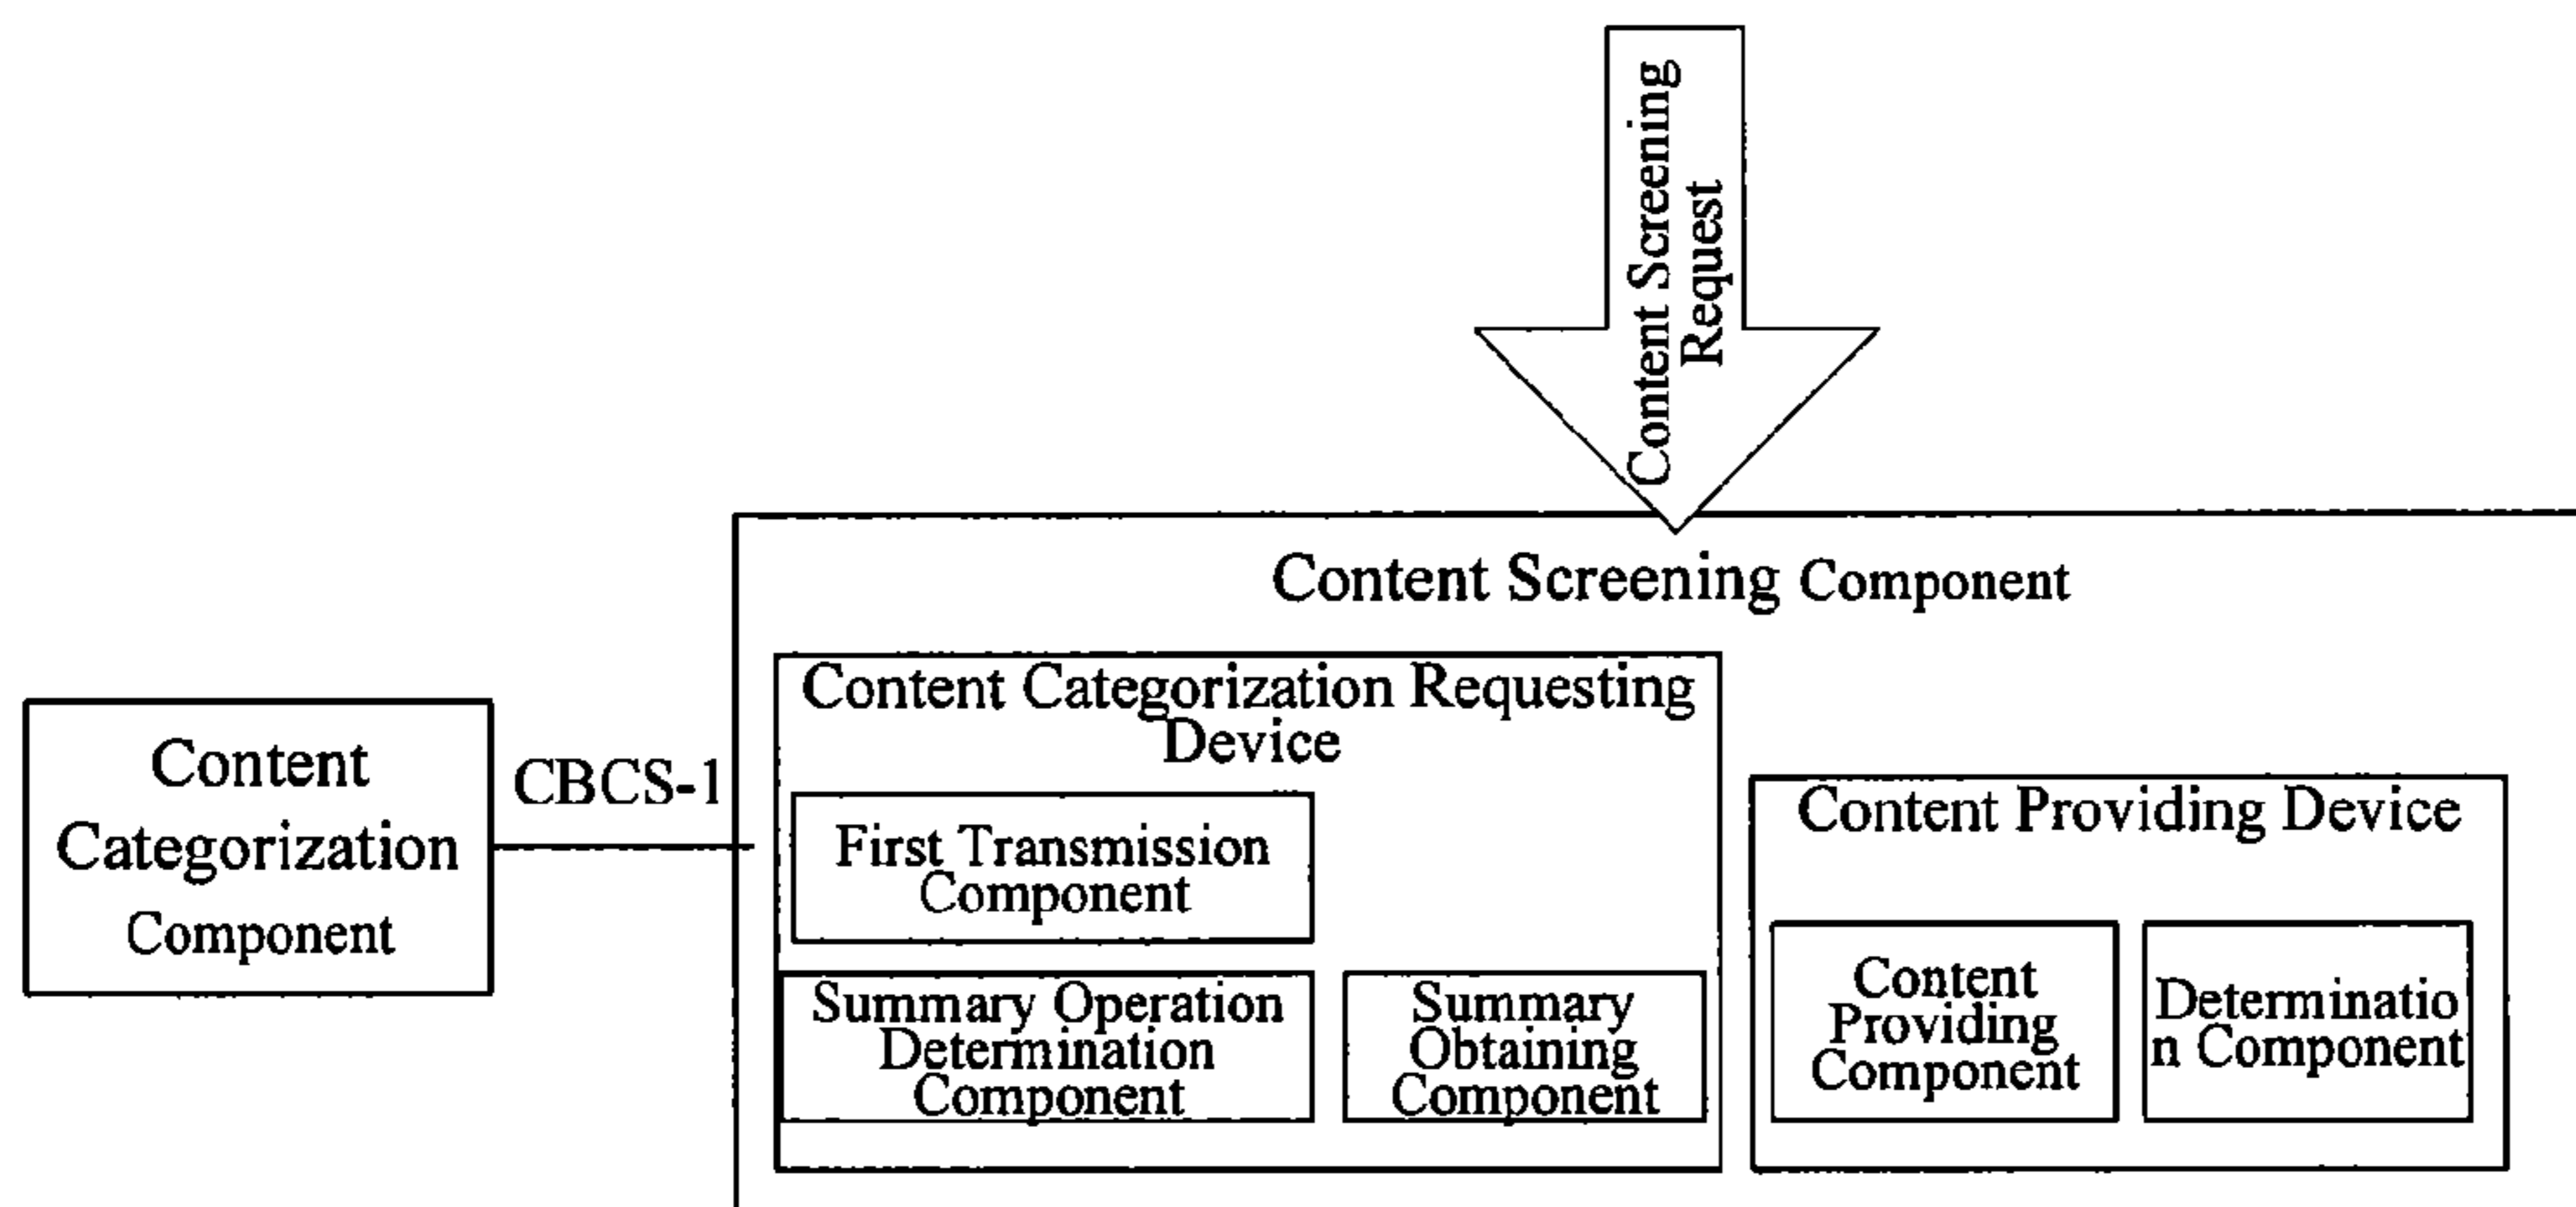 Content Screening
Request
Content Screening Component
Content Categorization Requesting
Device
Content
Categorization
Component
CBCS-1
First Transmission
Component
Summary Operation
Determination
Component
Summary
Obtaining
Component
Content Providing Device
Content
Providing
Component
Determinatio
n Component